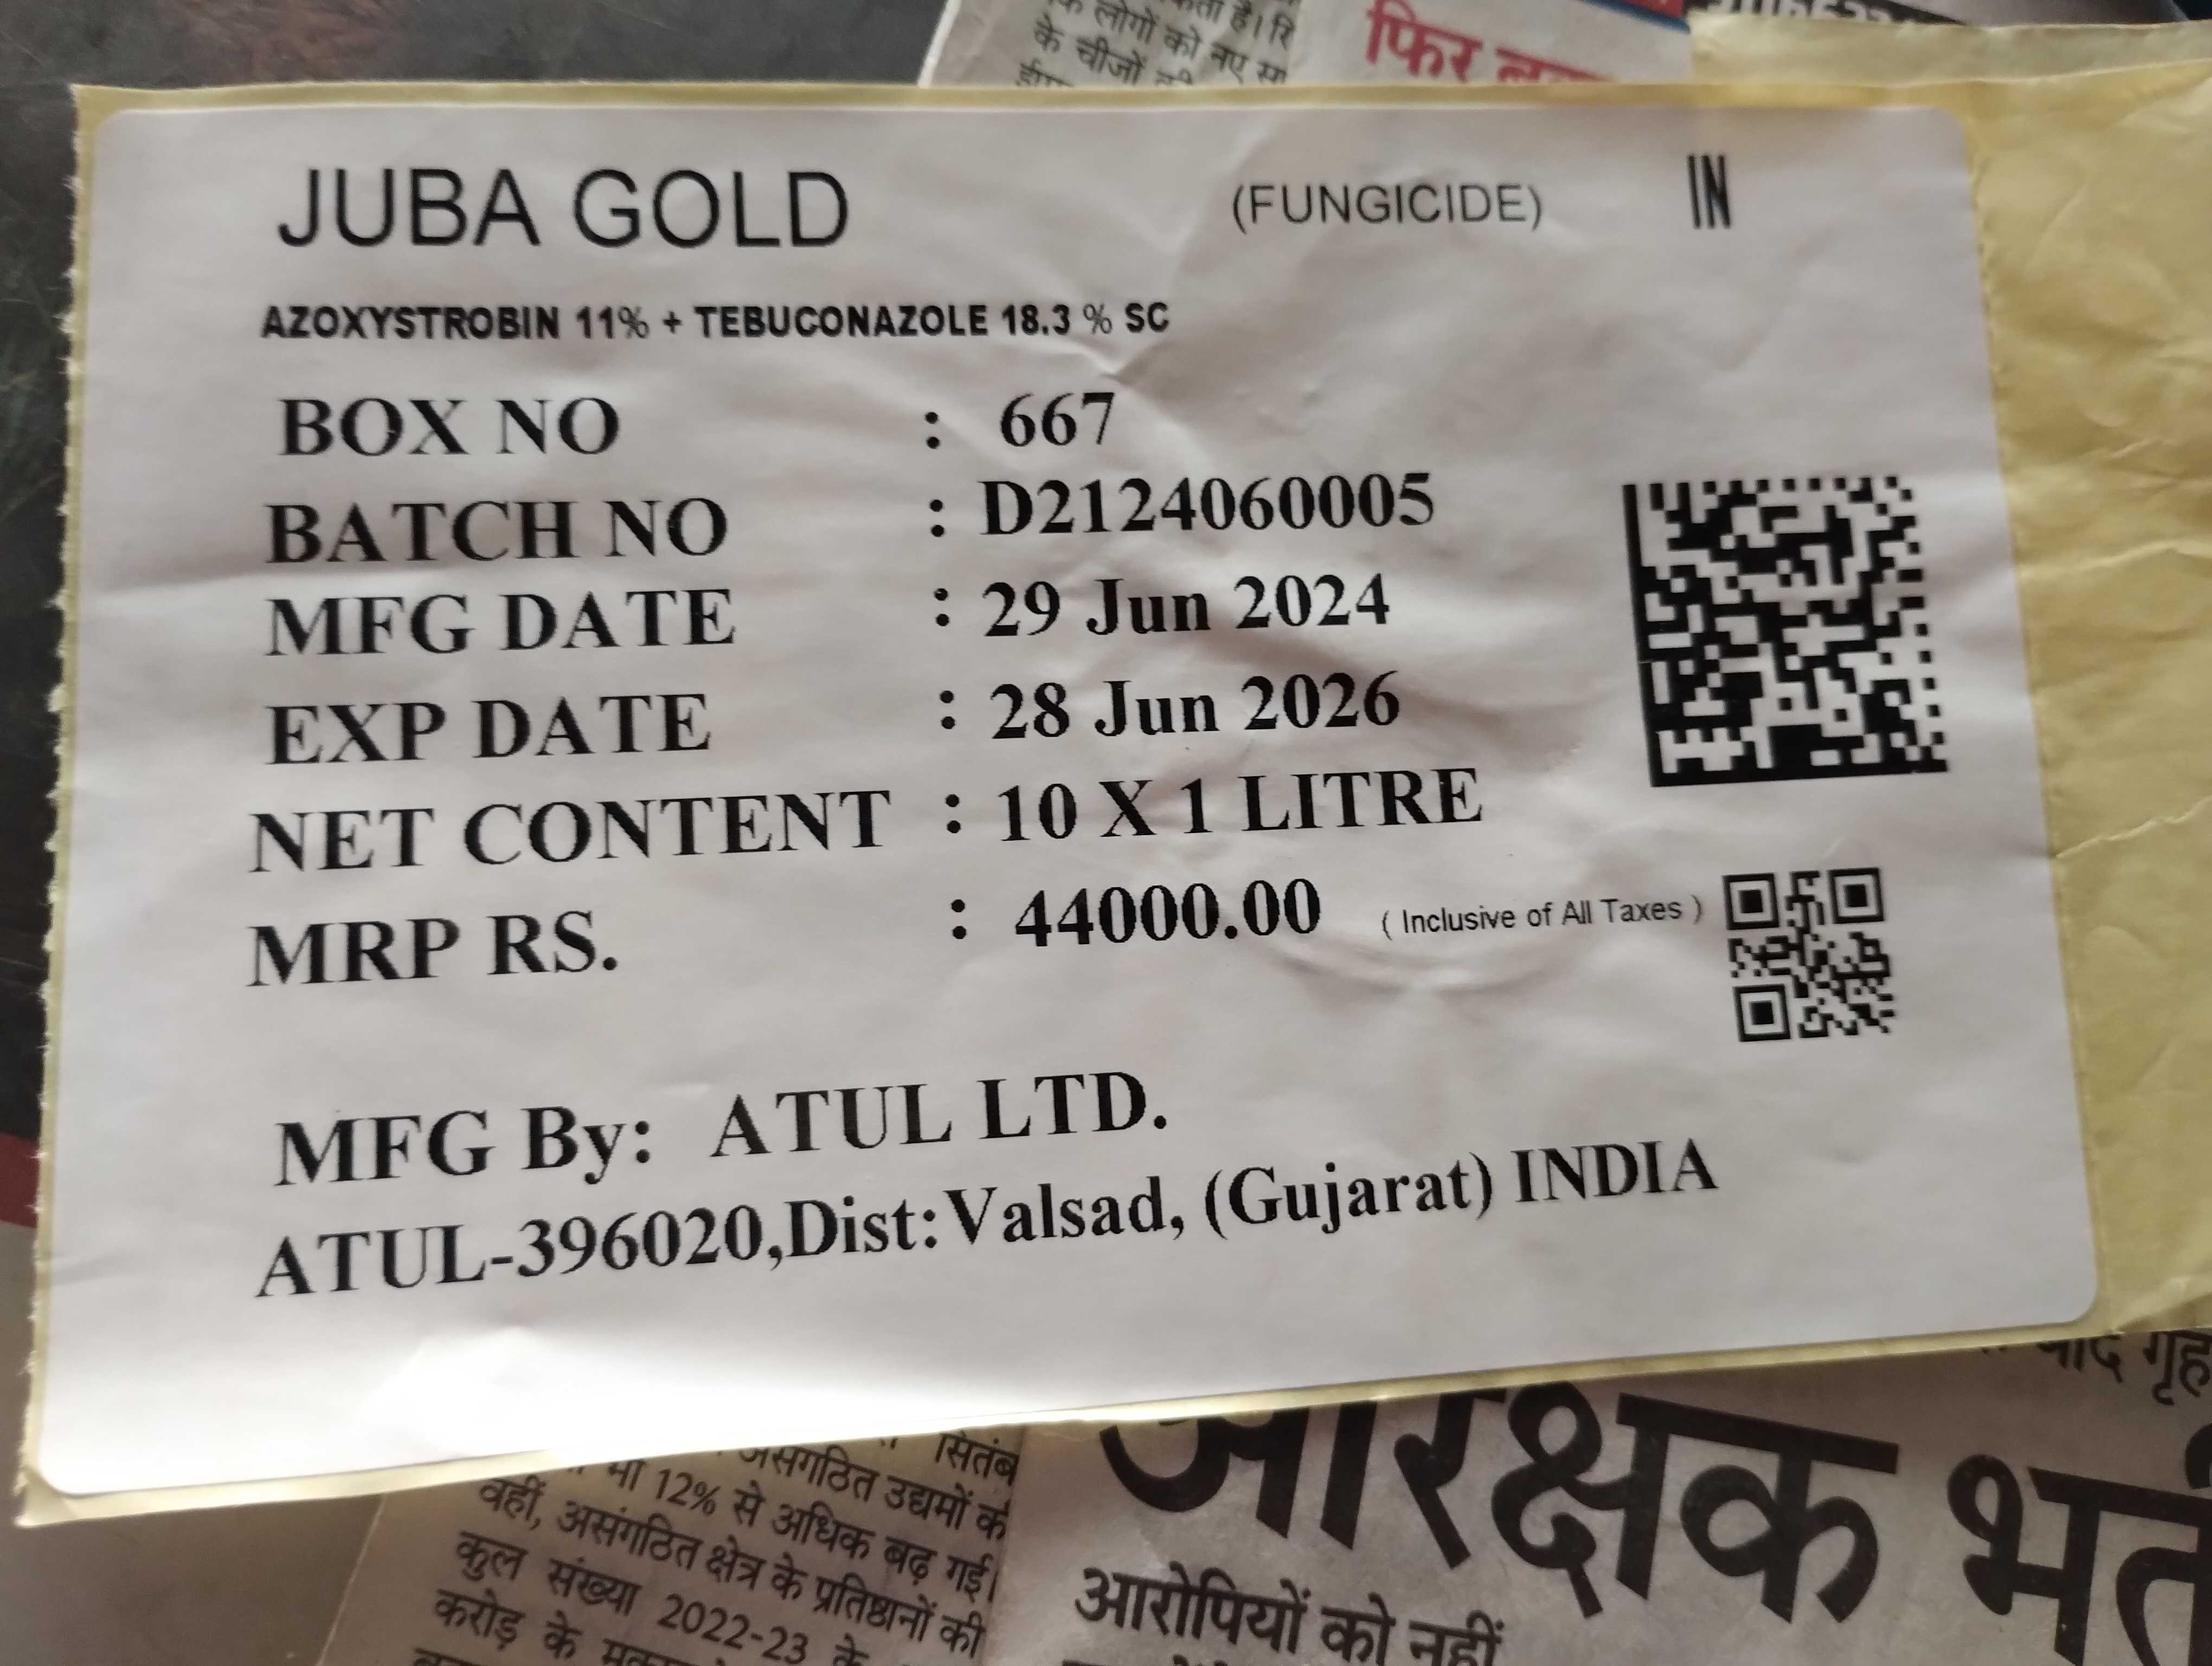 के लोगों को नए
के चीजों
फिर
JUBA GOLD (FUNGICIDE) IN
AZOXYSTROBIN 11% + TEBUCONAZOLE 18.3 % SC
BOX NO : 667
BATCH NO : D2124060005
MFG DATE : 29 Jun 2024
EXP DATE : 28 Jun 2026
NET CONTENT : 10 X 1 LITRE
MRP RS. : 44000.00 ( Inclusive of All Taxes )
MFG By: ATUL LTD.
ATUL-396020,Dist:Valsad, (Gujarat) INDIA
सितंब
असंगठित उद्यमों के
12% से अधिक बढ़ गई।
वहीं, असंगठित क्षेत्र के प्रतिष्ठानों की
कुल संख्या 2022-23 के
करोड़ के
आरक्षक
आरोपियों को नहीं